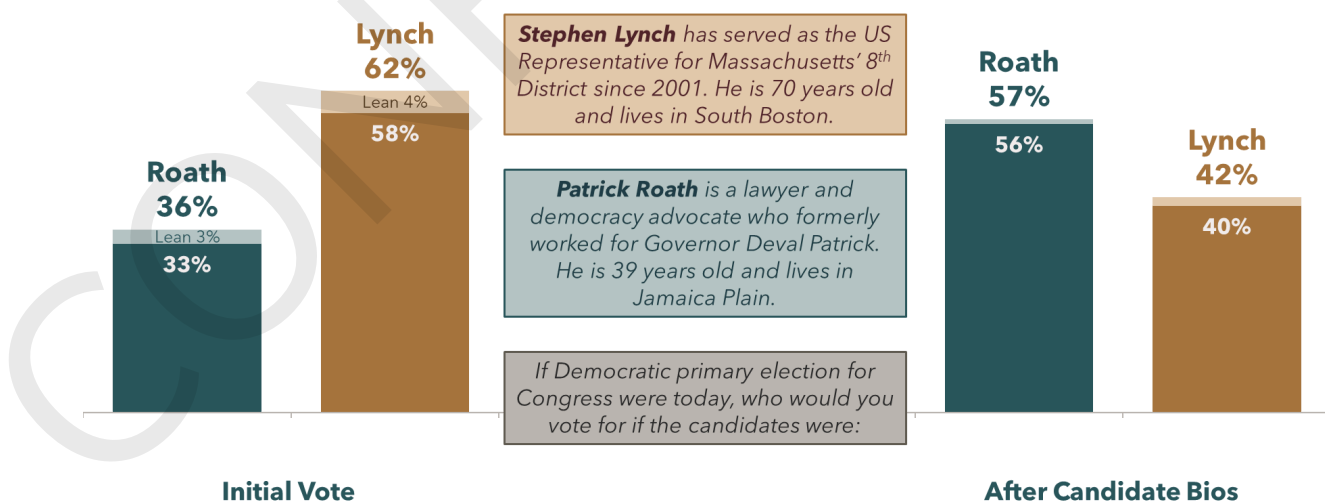 Lynch
62%
Lean 4%
58%
Roath
36%
Lean 3%
33%
Initial Vote
Stephen Lynch has served as the US
Representative for Massachusetts’ 8th
District since 2001. He is 70 years old
and lives in South Boston.
Patrick Roath is a lawyer and
democracy advocate who formerly
worked for Governor Deval Patrick.
He is 39 years old and lives in
Jamaica Plain.
If Democratic primary election for
Congress were today, who would you
vote for if the candidates were:
Roath
57%
56%
Lynch
42%
40%
After Candidate Bios
CON